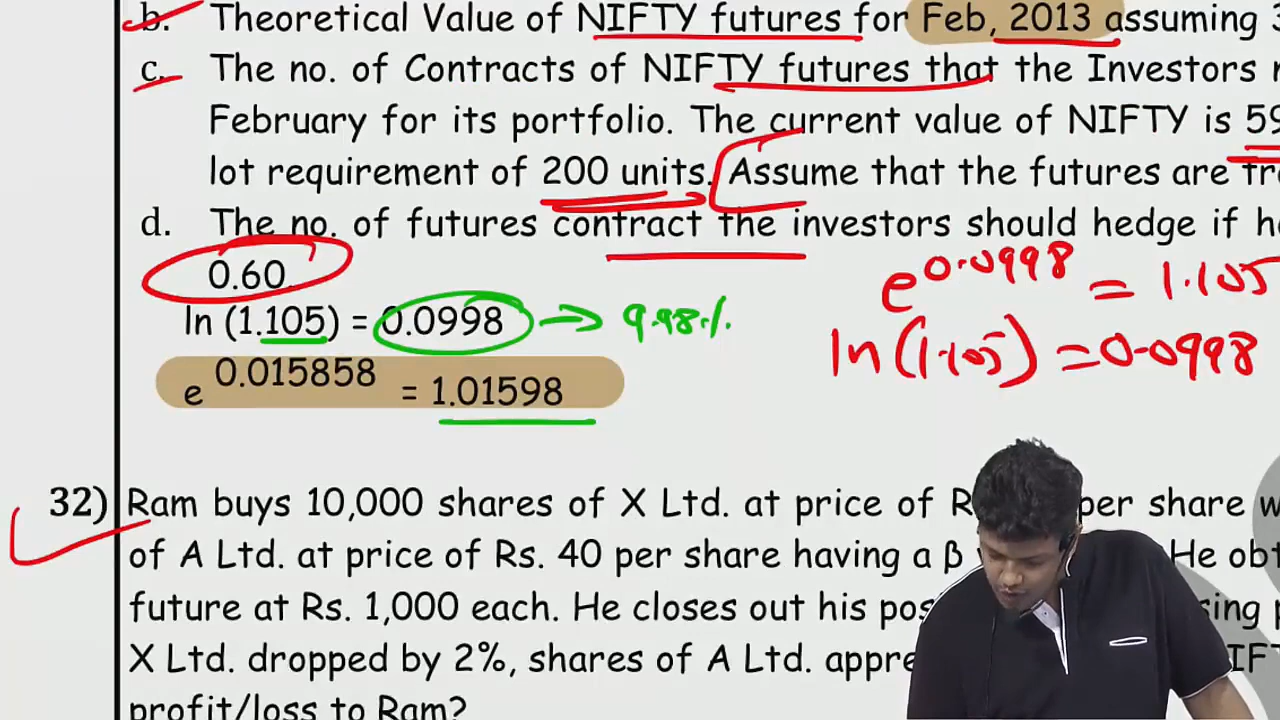 b. Theoretical Value of NIFTY futures for Feb, 2013 assuming
c. The no. of Contracts of NIFTY futures that the Investors
February for its portfolio. The current value of NIFTY is 59
lot requirement of 200 units. Assume that the futures are
d. The no. of futures contract the investors should hedge if
0.60
ln (1.105) = 0.0998 → 9.98%
e^0.015858 = 1.01598
e^0.0998 = 1.105
ln (1.105) = 0.0998
32) Ram buys 10,000 shares of X Ltd. at price of per share
of A Ltd. at price of Rs. 40 per share having a β He
future at Rs. 1,000 each. He closes out his
X Ltd. dropped by 2%, shares of A Ltd.
profit/loss to Ram?